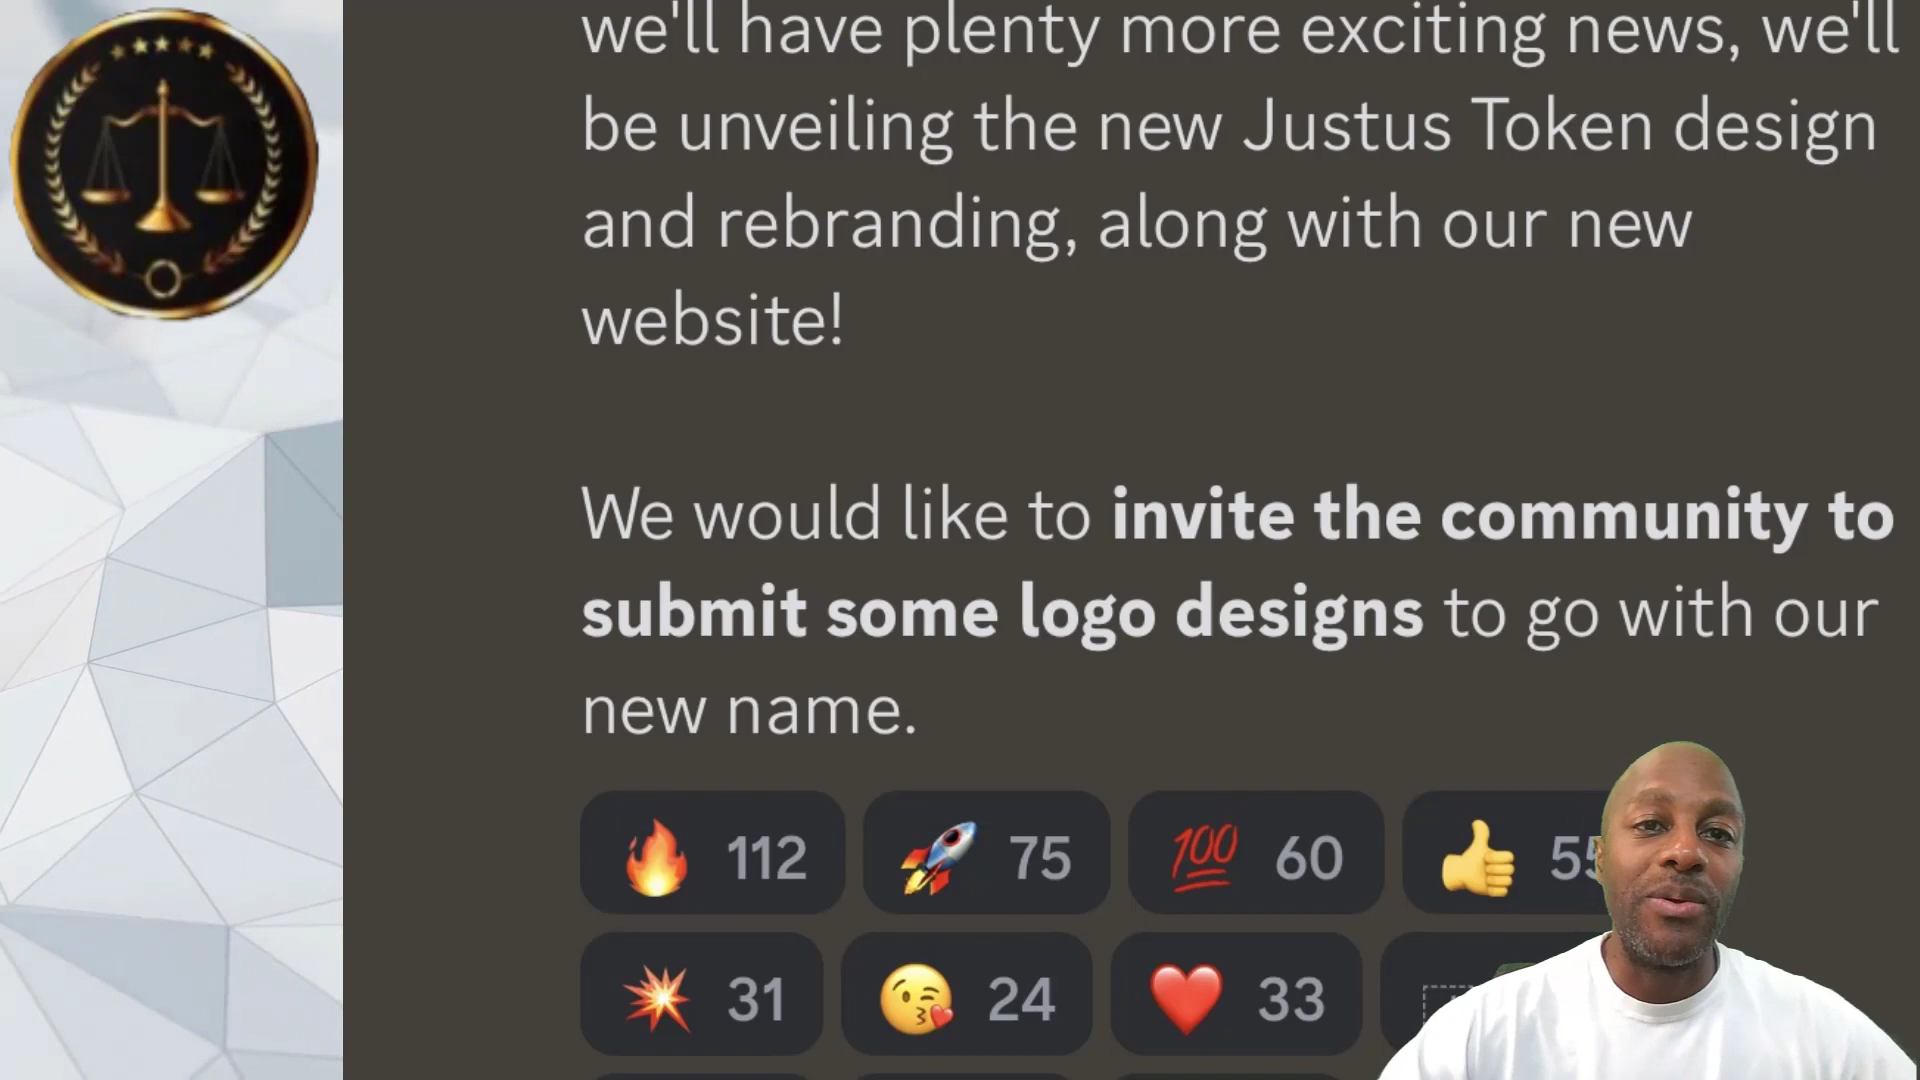 we'll have plenty more exciting news, we'll
be unveiling the new Justus Token design
and rebranding, along with our new
website!
We would like to invite the community to
submit some logo designs to go with our
new name.
112 75 60
31 24 33